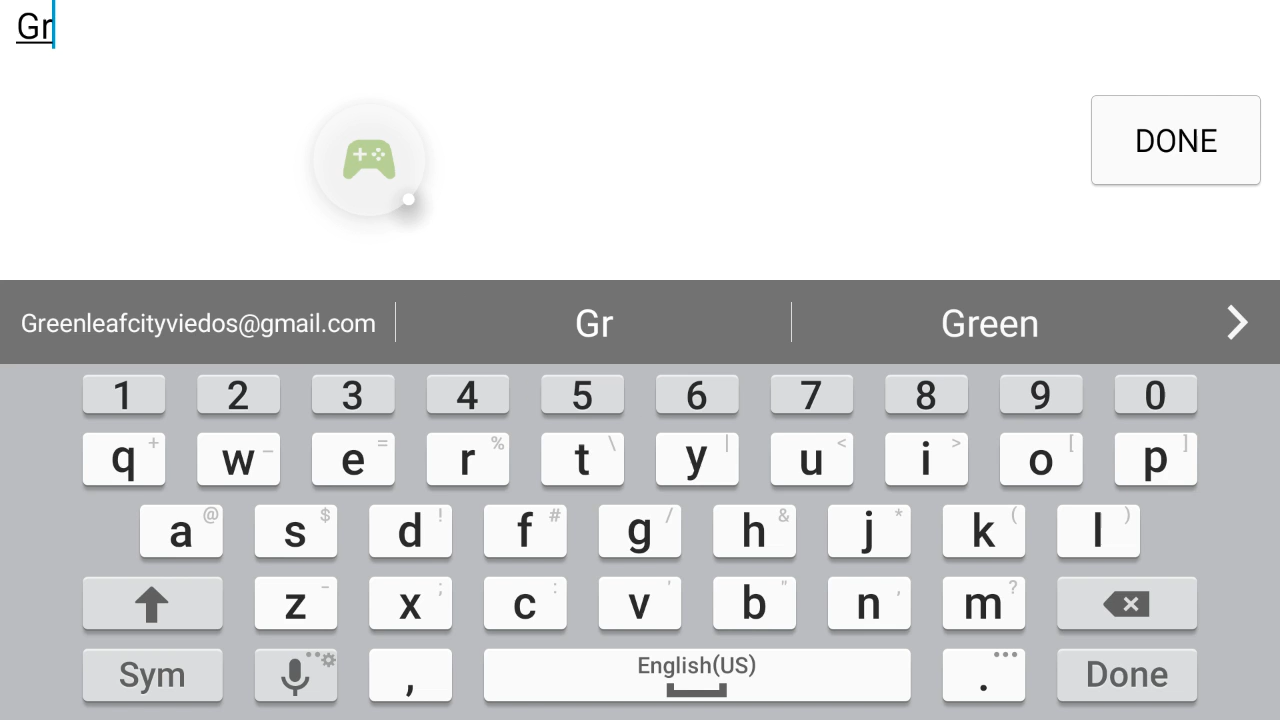 Gr
DONE
Greenleafcityviedos@gmail.com Gr Green
1 2 3 4 5 6 7 8 9 0
q + w _ e = r % t \ y | u < i > o [ p ]
a @ s $ d ! f # g / h & j * k ( l )
z - x ; c : v ' b " n , m ?
Sym , English(US) . Done